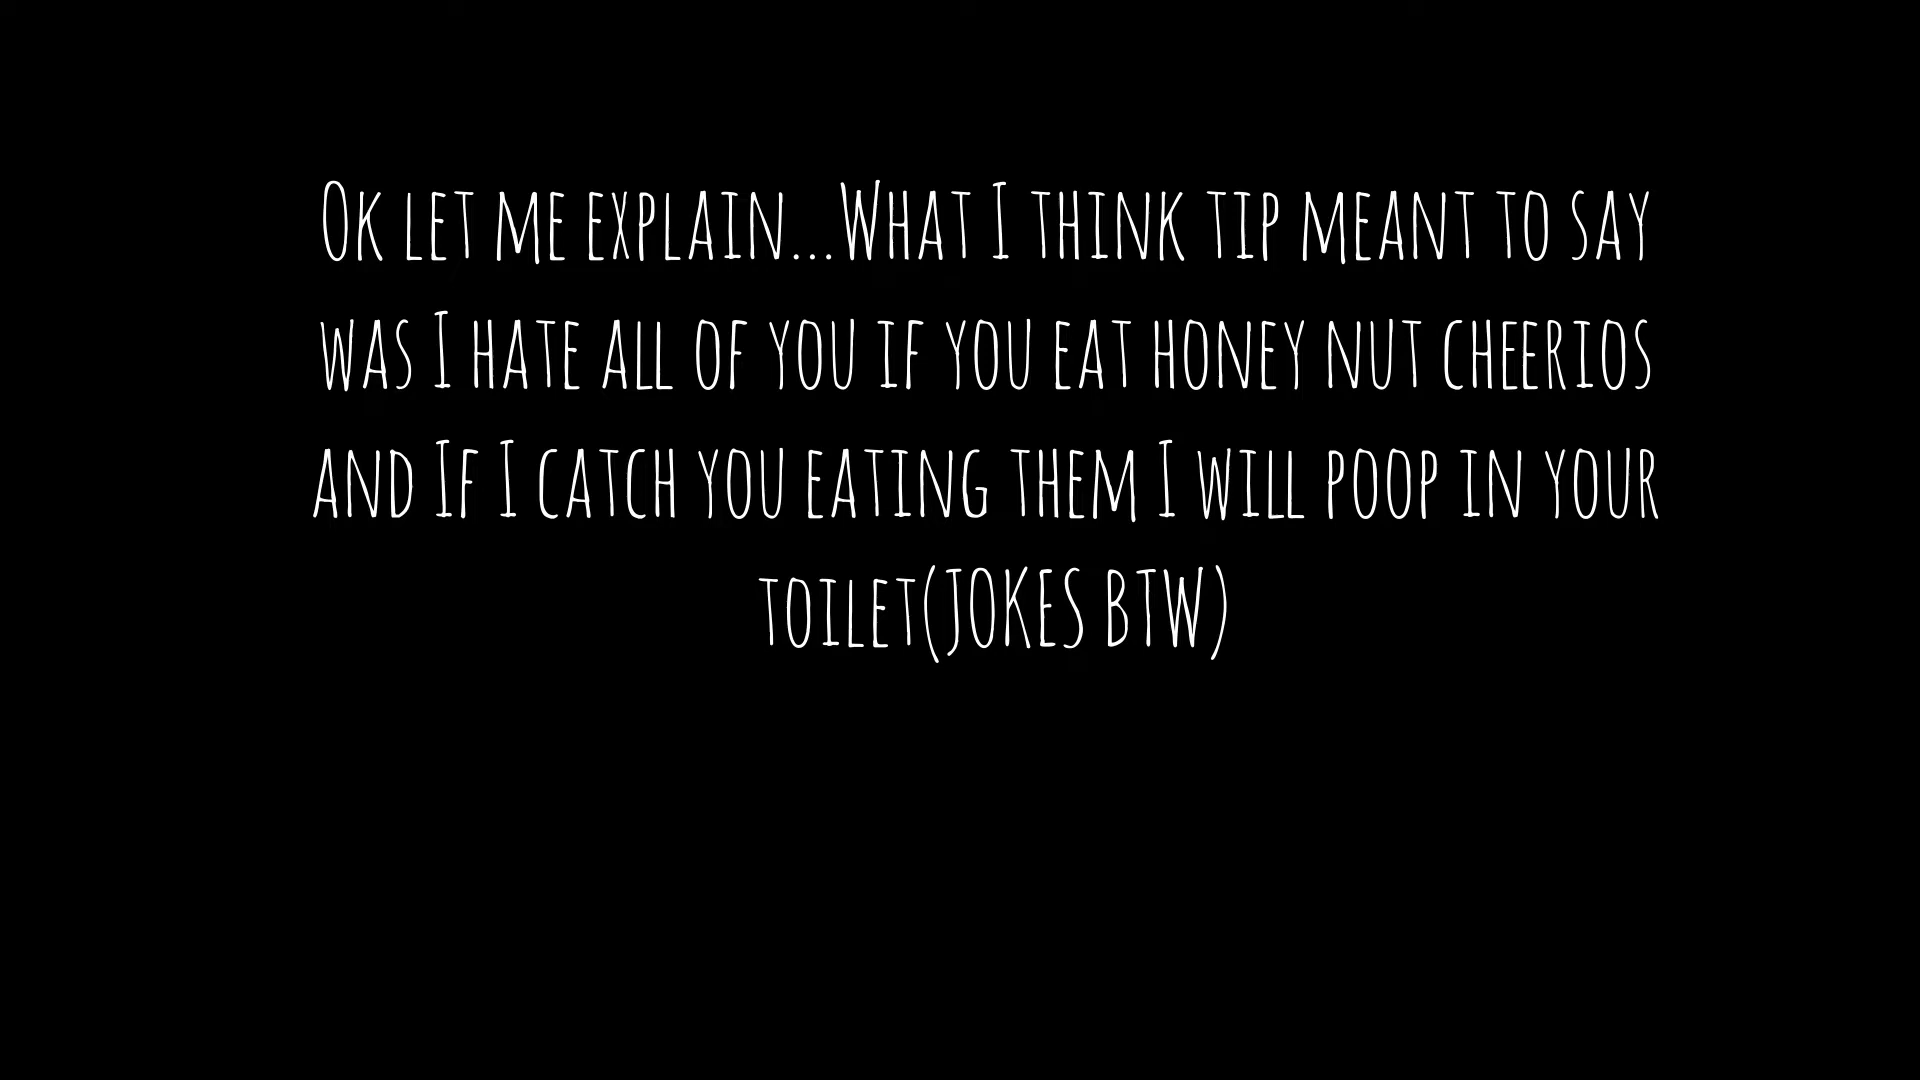 Ok let me explain...What I think tip meant to say
was I hate all of you if you eat honey nut cheerios
and If I catch you eating them I will poop in your
toilet(JOKES BTW)